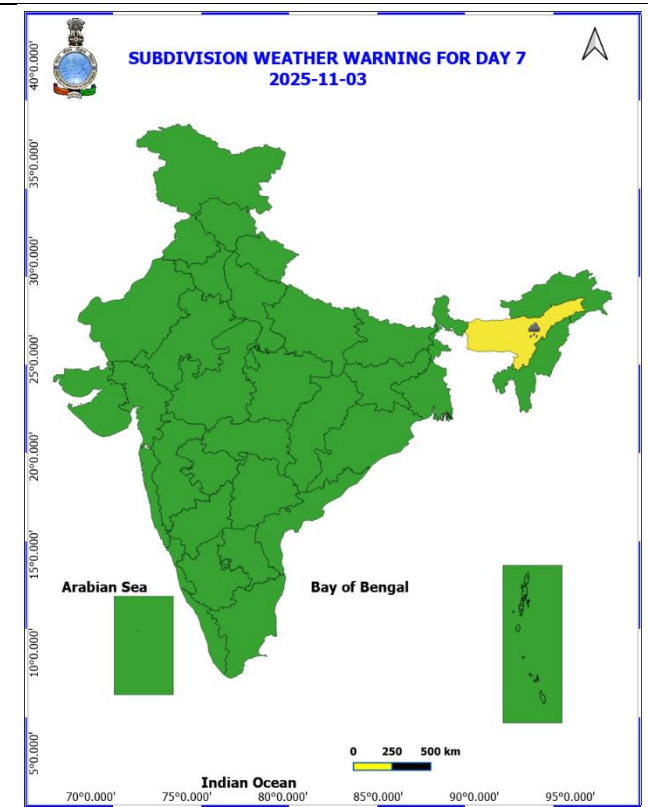 SUBDIVISION WEATHER WARNING FOR DAY 7
2025-11-03
40°0.000'
35°0.000'
30°0.000'
25°0.000'
20°0.000'
15°0.000'
10°0.000'
5°0.000'
Arabian Sea
Bay of Bengal
0 250 500 km
Indian Ocean
70°0.000' 75°0.000' 80°0.000' 85°0.000' 90°0.000' 95°0.000'